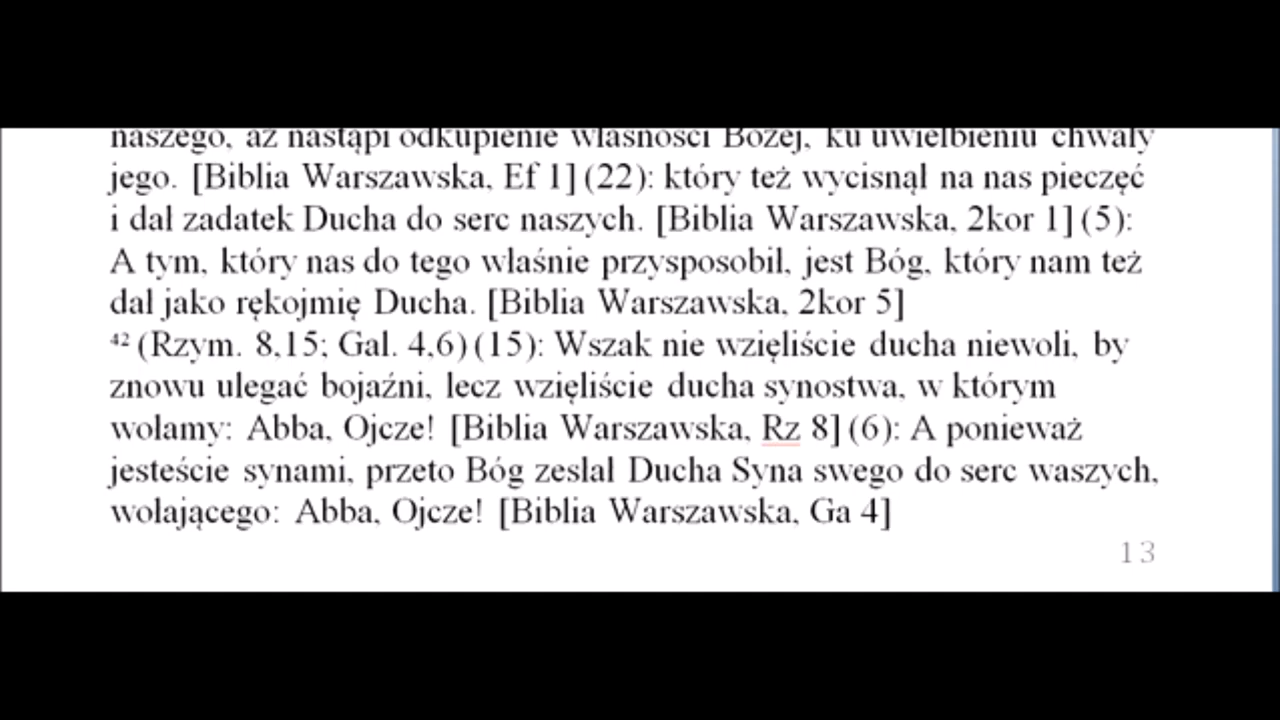 naszego, aż nastąpi odkupienie własności Bożej, ku uwielbieniu chwały
jego. [Biblia Warszawska, Ef 1] (22): który też wycisnął na nas pieczęć
i dał zadatek Ducha do serc naszych. [Biblia Warszawska, 2kor 1] (5):
A tym, który nas do tego właśnie przysposobił, jest Bóg, który nam też
dał jako rękojmię Ducha. [Biblia Warszawska, 2kor 5]
⁴² (Rzym. 8,15; Gal. 4,6) (15): Wszak nie wzięliście ducha niewoli, by
znowu ulegać bojaźni, lecz wzięliście ducha synostwa, w którym
wołamy: Abba, Ojcze! [Biblia Warszawska, Rz 8] (6): A ponieważ
jesteście synami, przeto Bóg zesłał Ducha Syna swego do serc waszych,
wołającego: Abba, Ojcze! [Biblia Warszawska, Ga 4]
13